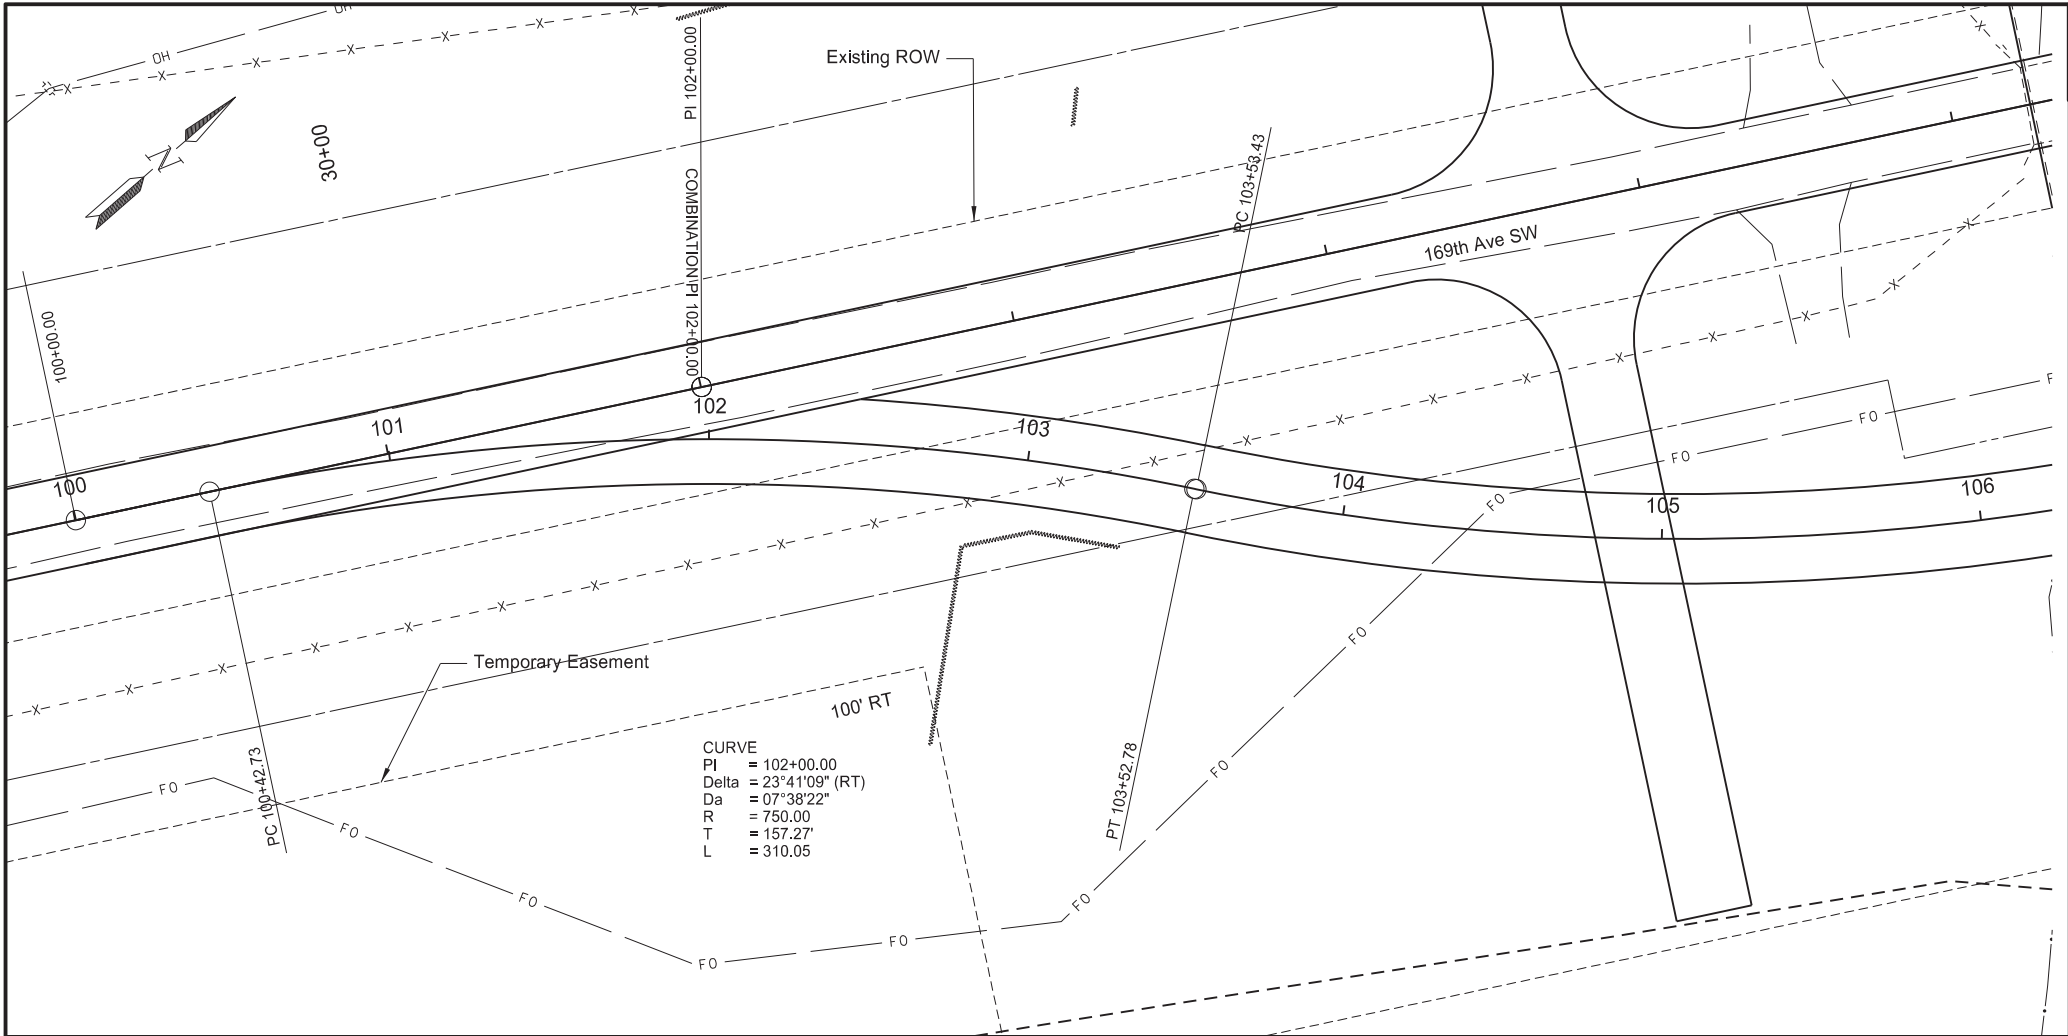 OH
OH
Existing ROW
PI 102+00.00
COMBINATION PI 102+00.00
30+00
N
PC 103+53.43
169th Ave SW
100+00.00
100
101
102
103
104
105
106
FO
FO
FO
F
FO
Temporary Easement
100' RT
PC 100+42.73
PT 103+52.78
CURVE
PI = 102+00.00
Delta = 23°41'09" (RT)
Da = 07°38'22"
R = 750.00
T = 157.27'
L = 310.05
FO
FO
FO
FO
FO
FO
FO